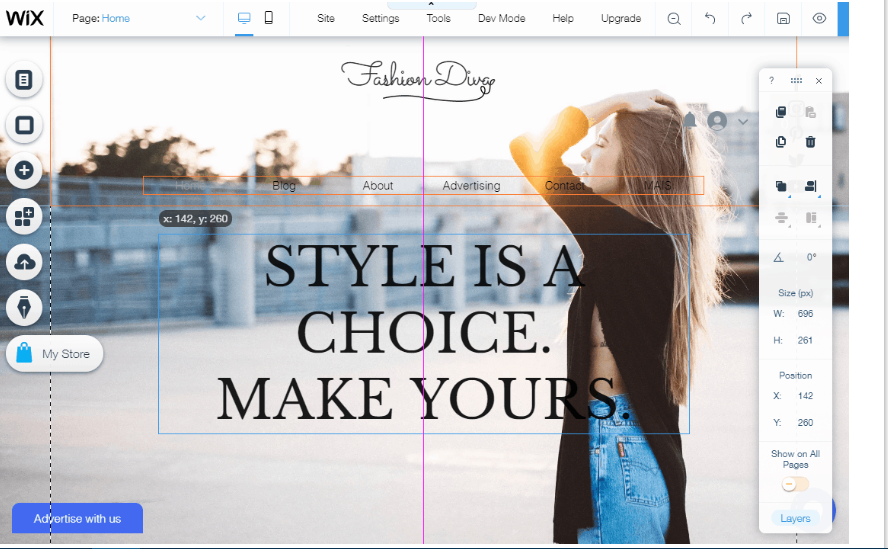 WiX Page: Home Site Settings Tools Dev Mode Help Upgrade
Fashion Diva
?
Home Blog About Advertising Contact MAIS
x: 142, y: 260
STYLE IS A
CHOICE.
MAKE YOURS.
My Store
Advertise with us
0°
Size (px)
W: 696
H: 261
Position
X: 142
Y: 260
Show on All
Pages
Layers